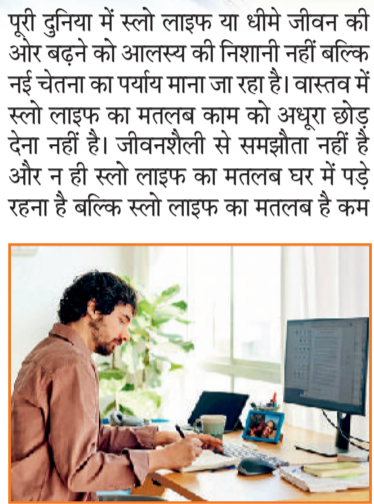 पूरी दुनिया में स्लो लाइफ या धीमे जीवन की
ओर बढ़ने को आलस्य की निशानी नहीं बल्कि
नई चेतना का पर्याय माना जा रहा है। वास्तव में
स्लो लाइफ का मतलब काम को अधूरा छोड़
देना नहीं है। जीवनशैली से समझौता नहीं है
और न ही स्लो लाइफ का मतलब घर में पड़े
रहना है बल्कि स्लो लाइफ का मतलब है कम